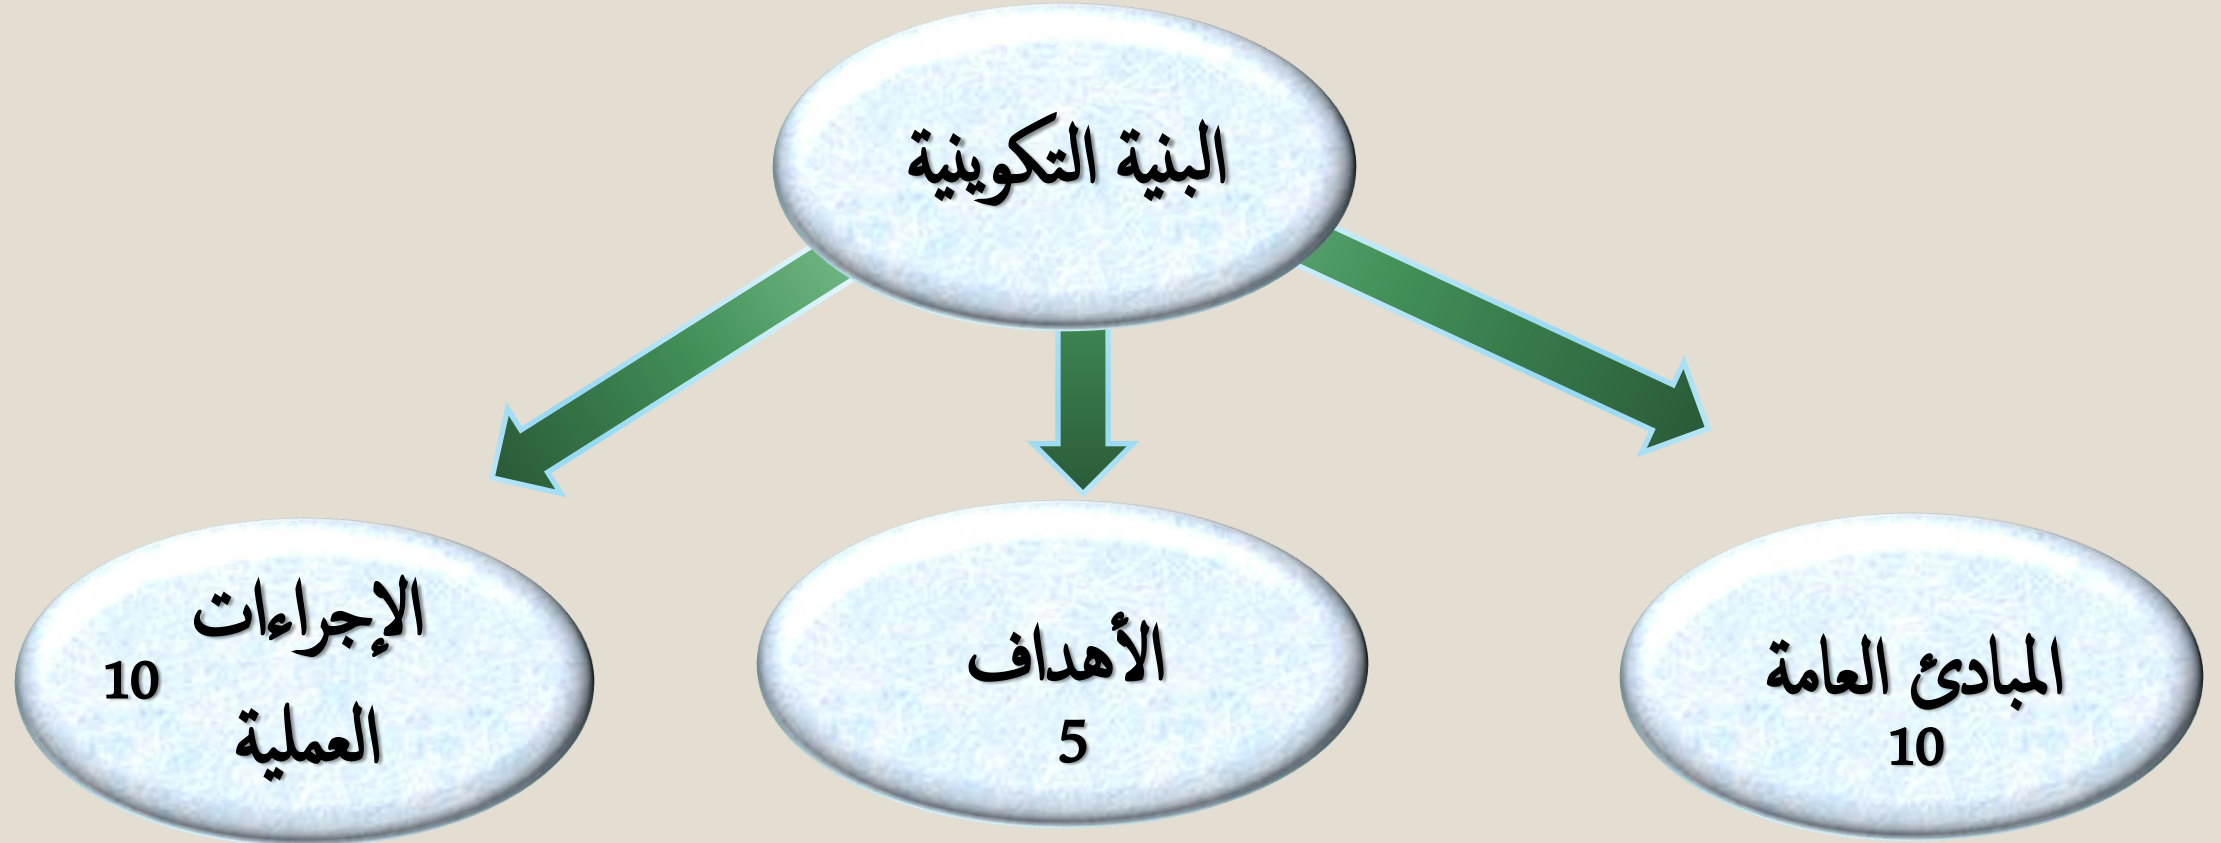 البنية التكوينية
المبادئ العامة
10
الأهداف
5
الإجراءات
10
العملية